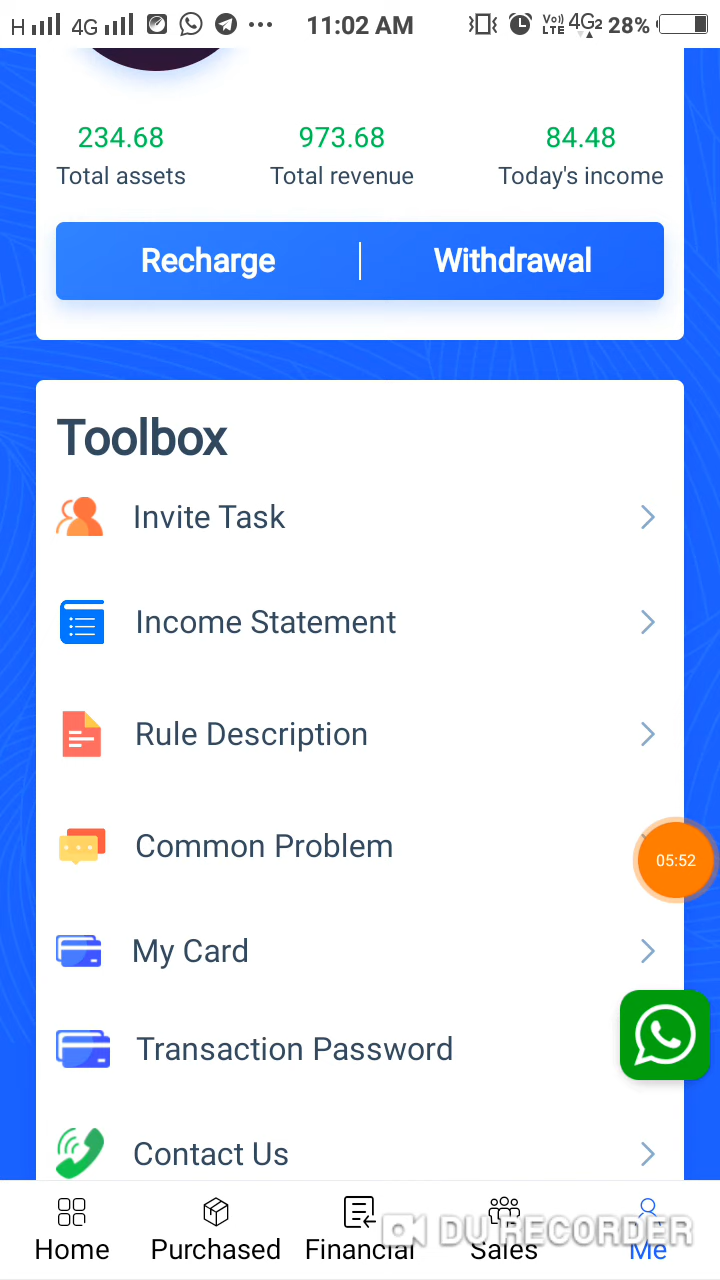 H 4G 11:02 AM Vo)) LTE 4G2 28%
234.68 973.68 84.48
Total assets Total revenue Today's income
Recharge Withdrawal
Toolbox
Invite Task
Income Statement
Rule Description
Common Problem
05:52
My Card
Transaction Password
Contact Us
DU RECORDER
Home Purchased Financial Sales Me